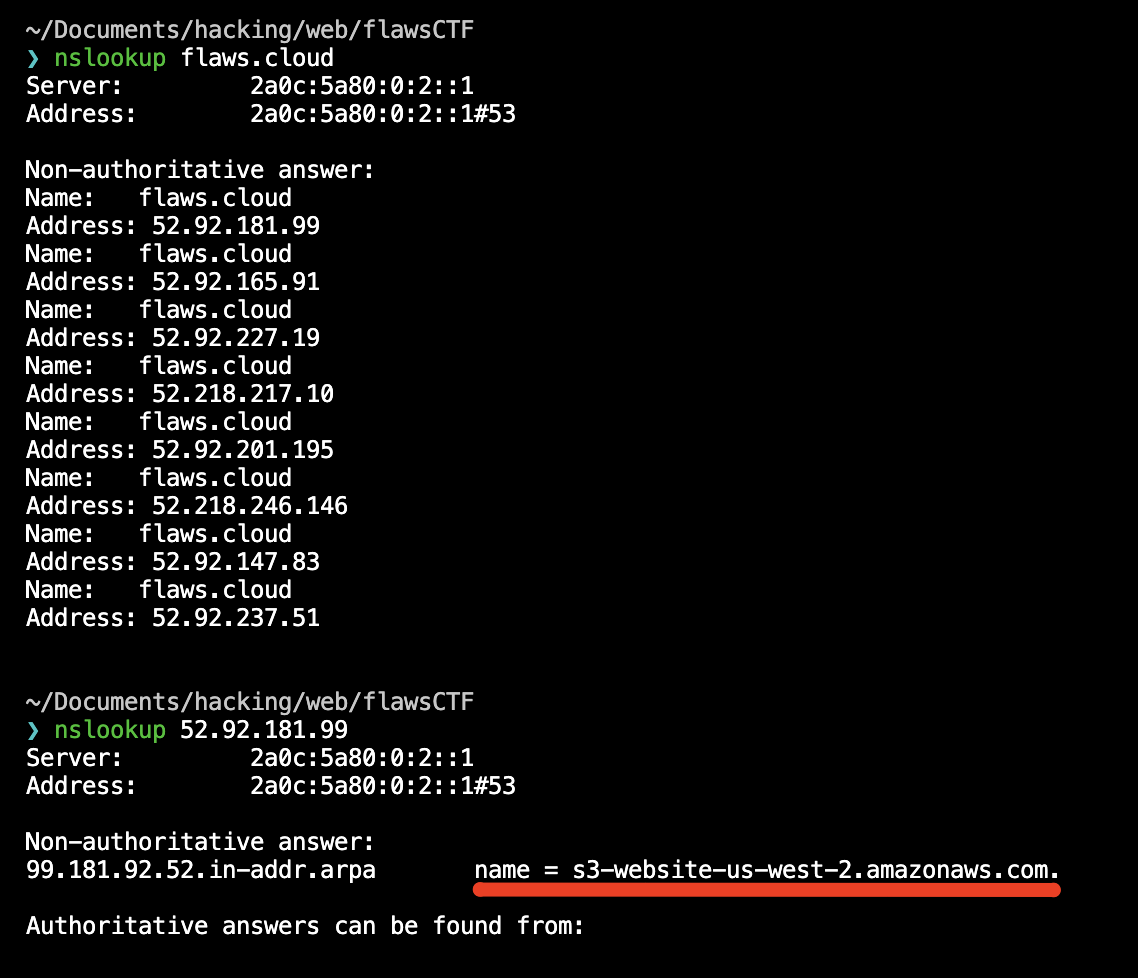 ~/Documents/hacking/web/flawsCTF
❯ nslookup flaws.cloud
Server: 2a0c:5a80:0:2::1
Address: 2a0c:5a80:0:2::1#53
Non-authoritative answer:
Name: flaws.cloud
Address: 52.92.181.99
Name: flaws.cloud
Address: 52.92.165.91
Name: flaws.cloud
Address: 52.92.227.19
Name: flaws.cloud
Address: 52.218.217.10
Name: flaws.cloud
Address: 52.92.201.195
Name: flaws.cloud
Address: 52.218.246.146
Name: flaws.cloud
Address: 52.92.147.83
Name: flaws.cloud
Address: 52.92.237.51
~/Documents/hacking/web/flawsCTF
❯ nslookup 52.92.181.99
Server: 2a0c:5a80:0:2::1
Address: 2a0c:5a80:0:2::1#53
Non-authoritative answer:
99.181.92.52.in-addr.arpa name = s3-website-us-west-2.amazonaws.com.
Authoritative answers can be found from: